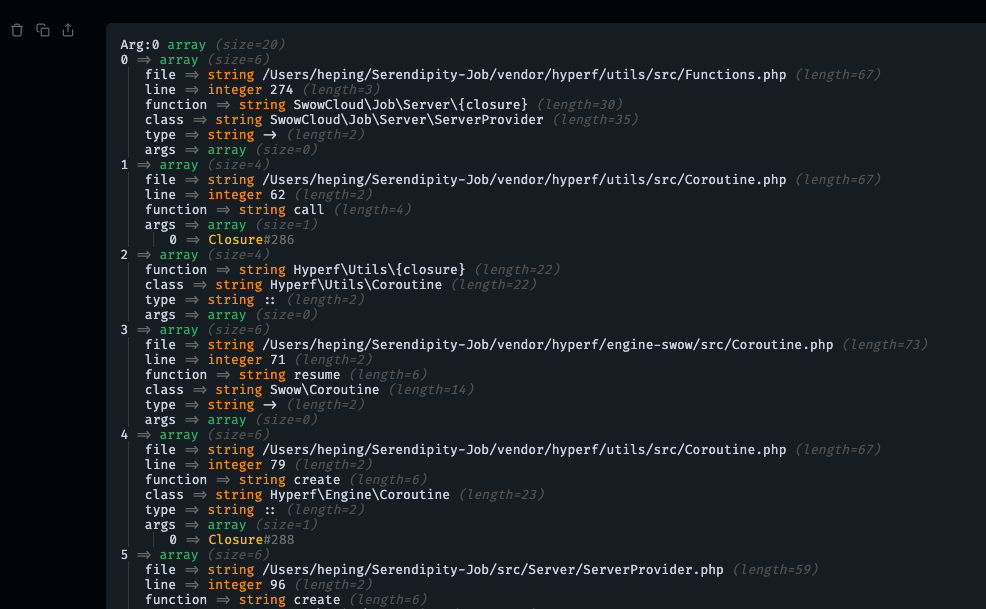 Arg:0 array (size=20)
0 ⇒ array (size=6)
file ⇒ string /Users/heping/Serendipity-Job/vendor/hyperf/utils/src/Functions.php (length=67)
line ⇒ integer 274 (length=3)
function ⇒ string SwowCloud\Job\Server\{closure} (length=30)
class ⇒ string SwowCloud\Job\Server\ServerProvider (length=35)
type ⇒ string → (length=2)
args ⇒ array (size=0)
1 ⇒ array (size=4)
file ⇒ string /Users/heping/Serendipity-Job/vendor/hyperf/utils/src/Coroutine.php (length=67)
line ⇒ integer 62 (length=2)
function ⇒ string call (length=4)
args ⇒ array (size=1)
0 ⇒ Closure#286
2 ⇒ array (size=4)
function ⇒ string Hyperf\Utils\{closure} (length=22)
class ⇒ string Hyperf\Utils\Coroutine (length=22)
type ⇒ string :: (length=2)
args ⇒ array (size=0)
3 ⇒ array (size=6)
file ⇒ string /Users/heping/Serendipity-Job/vendor/hyperf/engine-swow/src/Coroutine.php (length=73)
line ⇒ integer 71 (length=2)
function ⇒ string resume (length=6)
class ⇒ string Swow\Coroutine (length=14)
type ⇒ string → (length=2)
args ⇒ array (size=0)
4 ⇒ array (size=6)
file ⇒ string /Users/heping/Serendipity-Job/vendor/hyperf/utils/src/Coroutine.php (length=67)
line ⇒ integer 79 (length=2)
function ⇒ string create (length=6)
class ⇒ string Hyperf\Engine\Coroutine (length=23)
type ⇒ string :: (length=2)
args ⇒ array (size=1)
0 ⇒ Closure#288
5 ⇒ array (size=6)
file ⇒ string /Users/heping/Serendipity-Job/src/Server/ServerProvider.php (length=59)
line ⇒ integer 96 (length=2)
function ⇒ string create (length=6)